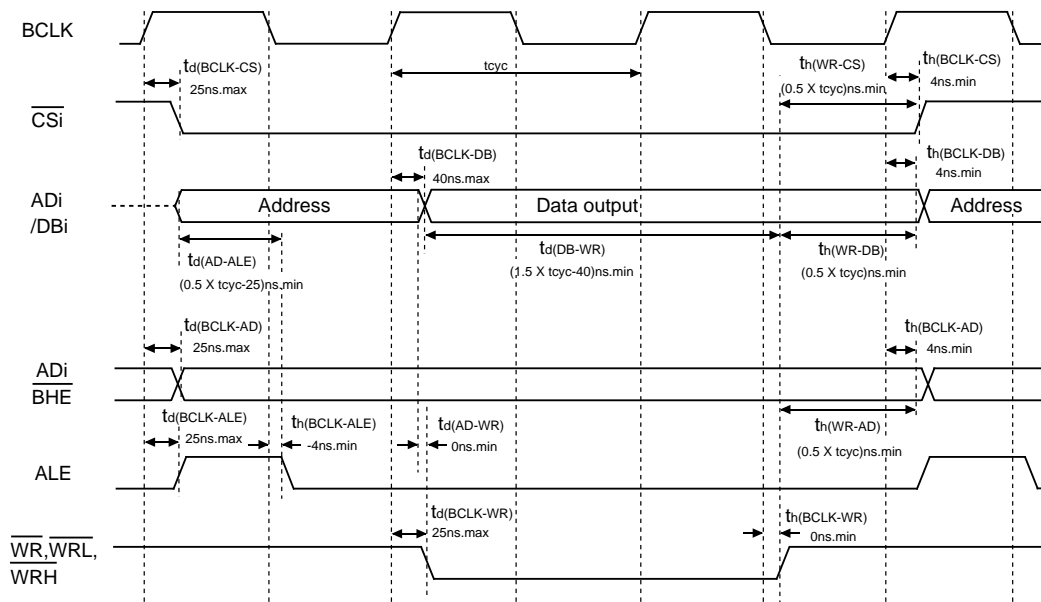 BCLK
td(BCLK-CS)
25ns.max
tcyc
th(WR-CS)
(0.5 X tcyc)ns.min
th(BCLK-CS)
4ns.min
CSi
td(BCLK-DB)
40ns.max
th(BCLK-DB)
4ns.min
ADi
/DBi
Address
Data output
Address
td(AD-ALE)
(0.5 X tcyc-25)ns.min
td(DB-WR)
(1.5 X tcyc-40)ns.min
th(WR-DB)
(0.5 X tcyc)ns.min
td(BCLK-AD)
25ns.max
th(BCLK-AD)
4ns.min
ADi
BHE
td(BCLK-ALE)
25ns.max
th(BCLK-ALE)
-4ns.min
td(AD-WR)
0ns.min
th(WR-AD)
(0.5 X tcyc)ns.min
ALE
td(BCLK-WR)
25ns.max
th(BCLK-WR)
0ns.min
WR,WRL,
WRH